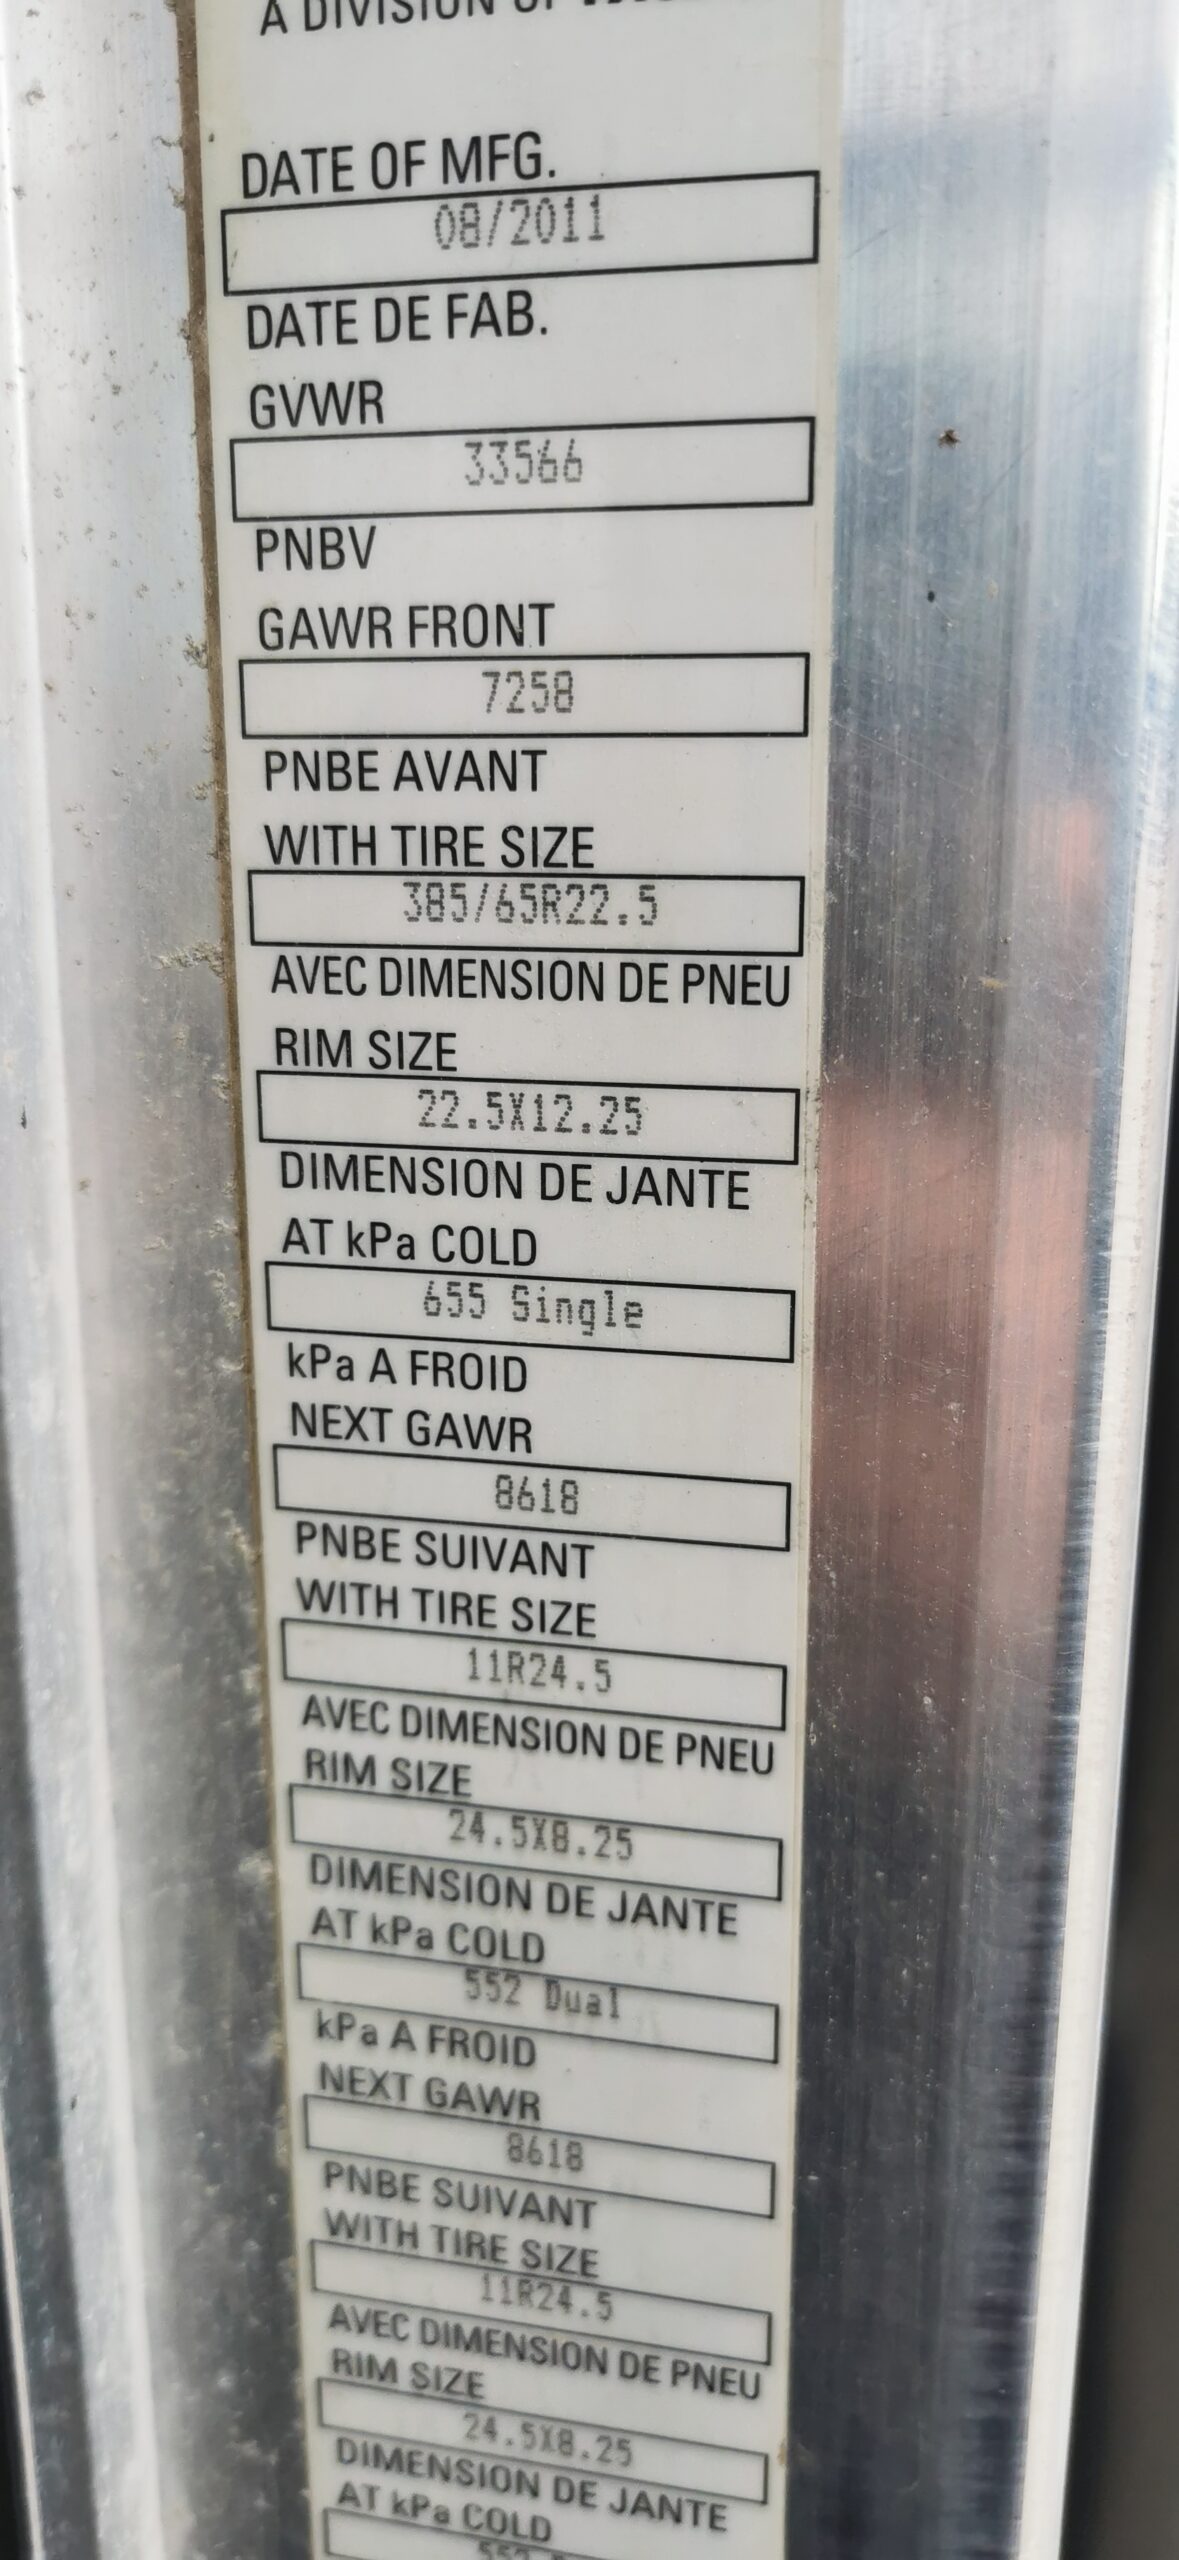 A DIVISION OF
DATE OF MFG.
08/2011
DATE DE FAB.
GVWR
33566
PNBV
GAWR FRONT
7258
PNBE AVANT
WITH TIRE SIZE
385/65R22.5
AVEC DIMENSION DE PNEU
RIM SIZE
22.5X12.25
DIMENSION DE JANTE
AT kPa COLD
655 Single
kPa A FROID
NEXT GAWR
8618
PNBE SUIVANT
WITH TIRE SIZE
11R24.5
AVEC DIMENSION DE PNEU
RIM SIZE
24.5X8.25
DIMENSION DE JANTE
AT kPa COLD
552 Dual
kPa A FROID
NEXT GAWR
8618
PNBE SUIVANT
WITH TIRE SIZE
11R24.5
AVEC DIMENSION DE PNEU
RIM SIZE
24.5X8.25
DIMENSION DE JANTE
AT kPa COLD
552